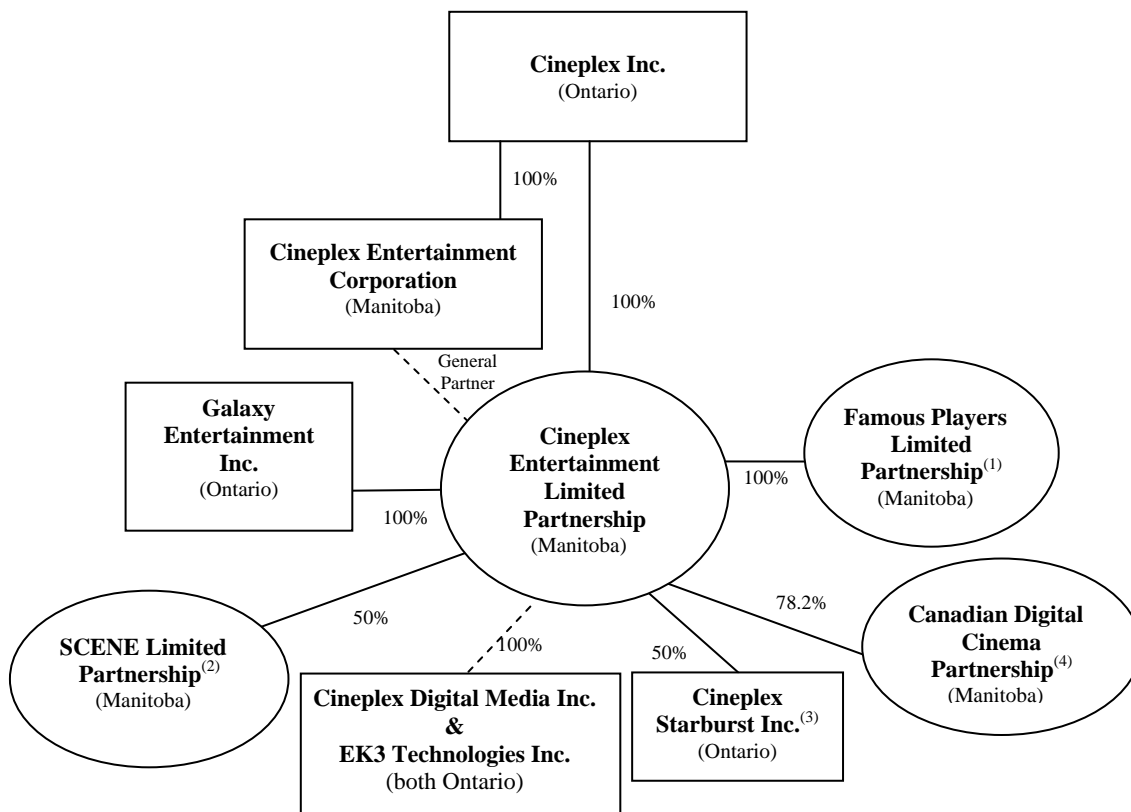 Cineplex Inc.
(Ontario)
100%
Cineplex Entertainment
Corporation
(Manitoba)
100%
General
Partner
Galaxy
Entertainment
Inc.
(Ontario)
100%
Cineplex
Entertainment
Limited
Partnership
(Manitoba)
Famous Players
Limited
Partnership(1)
(Manitoba)
100%
SCENE Limited
Partnership(2)
(Manitoba)
50%
100%
Cineplex Digital Media Inc.
&
EK3 Technologies Inc.
(both Ontario)
50%
Cineplex
Starburst Inc.(3)
(Ontario)
78.2%
Canadian Digital
Cinema
Partnership(4)
(Manitoba)